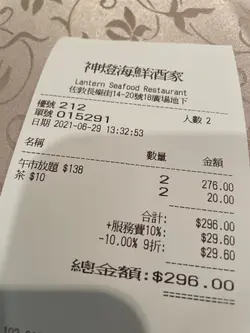 神燈海鮮酒家
Lantern Seafood Restaurant
佐敦長樂街14-20號18廣場地下
檯號 212 人數 2
單號 015291
日期 2021-06-29 13:32:53
名稱 數量 金額
午市放題 $138 2 276.00
茶 $10 2 20.00
合計: $296.00
+服務費10%: $29.60
-10.00% 9折: $29.60
總金額:$296.00